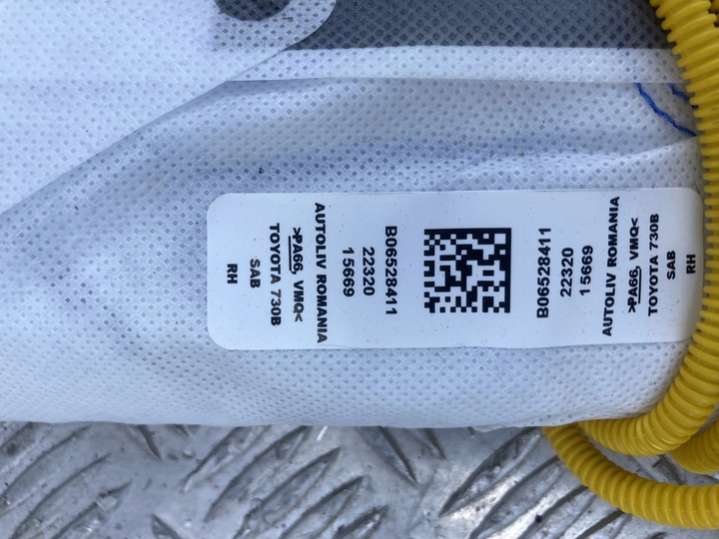 B06528411
22320
15669
AUTOLIV ROMANIA
>PA66, VMQ<
TOYOTA 730B
SAB
RH
B06528411
22320
15669
AUTOLIV ROMANIA
>PA66, VMQ<
TOYOTA 730B
SAB
RH